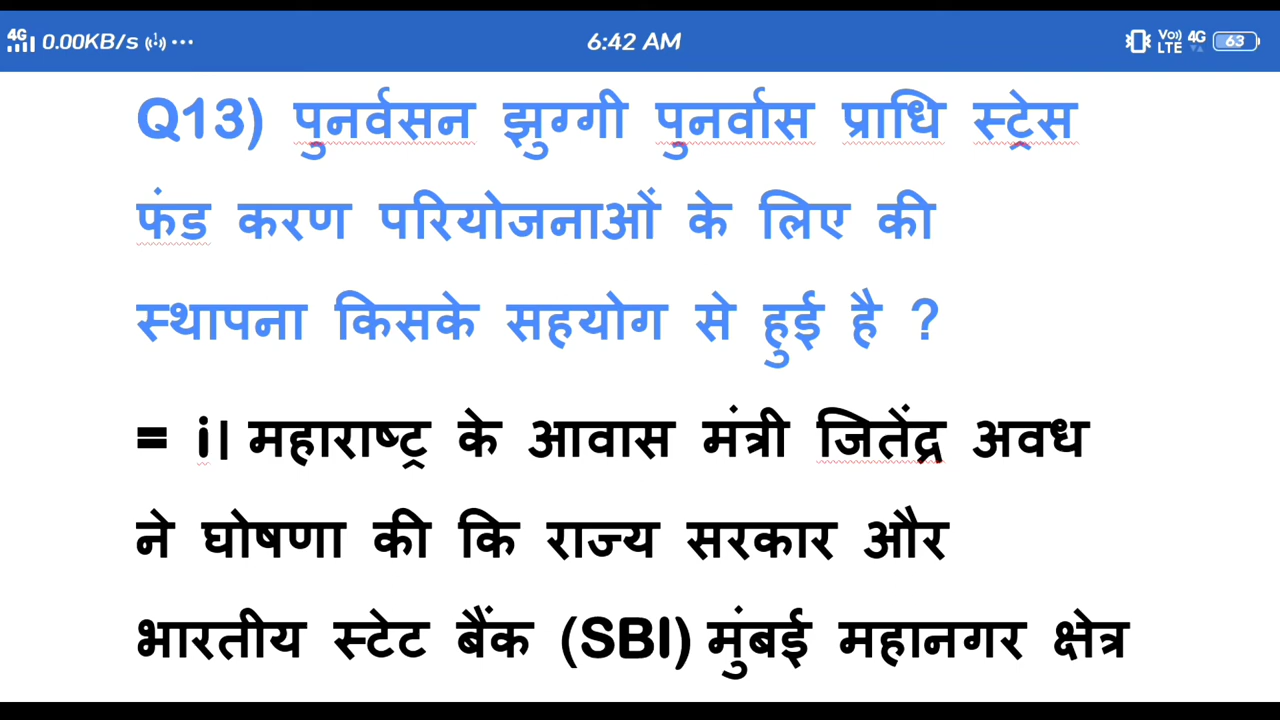 4G 0.00KB/s ••• 6:42 AM Vo) LTE 4G 63
Q13) पुनर्वसन झुग्गी पुनर्वास प्राधि स्ट्रेस
फंड करण परियोजनाओं के लिए की
स्थापना किसके सहयोग से हुई है ?
= i| महाराष्ट्र के आवास मंत्री जितेंद्र अवध
ने घोषणा की कि राज्य सरकार और
भारतीय स्टेट बैंक (SBI) मुंबई महानगर क्षेत्र